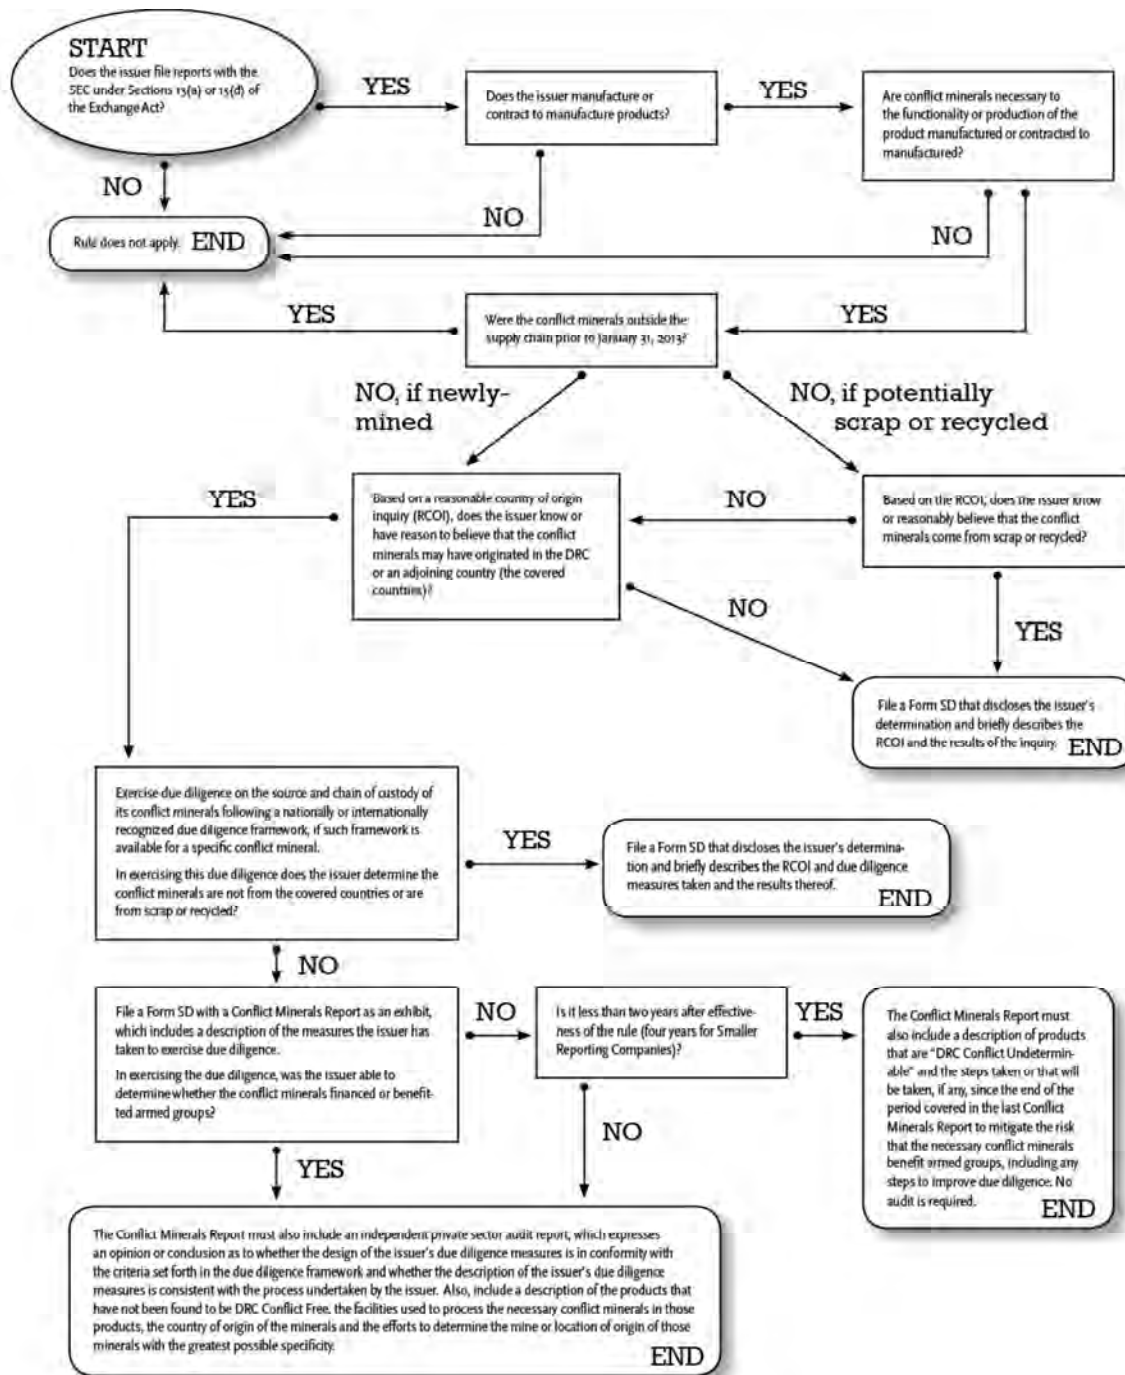 START
Does the issuer file reports with the
SEC under Sections 13(a) or 15(d) of
the Exchange Act?
YES
Does the issuer manufacture or
contract to manufacture products?
YES
Are conflict minerals necessary to
the functionality or production of the
product manufactured or contracted to
manufactured?
NO
NO
NO
Rule does not apply. END
YES
Were the conflict minerals outside the
supply chain prior to January 31, 2013?
YES
NO, if newly-
mined
NO, if potentially
scrap or recycled
YES
Based on a reasonable country of origin
inquiry (RCOI), does the issuer know or
have reason to believe that the conflict
minerals may have originated in the DRC
or an adjoining country (the covered
countries)?
NO
Based on the RCOI, does the issuer know
or reasonably believe that the conflict
minerals come from scrap or recycled?
NO
YES
File a Form SD that discloses the issuer's
determination and briefly describes the
RCOI and the results of the inquiry. END
Exercise due diligence on the source and chain of custody of
its conflict minerals following a nationally or internationally
recognized due diligence framework, if such framework is
available for a specific conflict mineral.
In exercising this due diligence does the issuer determine the
conflict minerals are not from the covered countries or are
from scrap or recycled?
YES
File a Form SD that discloses the issuer's determina-
tion and briefly describes the RCOI and due diligence
measures taken and the results thereof.
END
NO
File a Form SD with a Conflict Minerals Report as an exhibit,
which includes a description of the measures the issuer has
taken to exercise due diligence.
In exercising the due diligence, was the issuer able to
determine whether the conflict minerals financed or benefit-
ted armed groups?
NO
Is it less than two years after effective-
ness of the rule (four years for Smaller
Reporting Companies)?
YES
The Conflict Minerals Report must
also include a description of products
that are "DRC Conflict Undetermin-
able" and the steps taken or that will
be taken, if any, since the end of the
period covered in the last Conflict
Minerals Report to mitigate the risk
that the necessary conflict minerals
benefit armed groups, including any
steps to improve due diligence. No
audit is required.
END
YES
NO
The Conflict Minerals Report must also include an independent private sector audit report, which expresses
an opinion or conclusion as to whether the design of the issuer's due diligence measures is in conformity with
the criteria set forth in the due diligence framework and whether the description of the issuer's due diligence
measures is consistent with the process undertaken by the issuer. Also, include a description of the products that
have not been found to be DRC Conflict Free, the facilities used to process the necessary conflict minerals in those
products, the country of origin of the minerals and the efforts to determine the mine or location of origin of those
minerals with the greatest possible specificity.
END